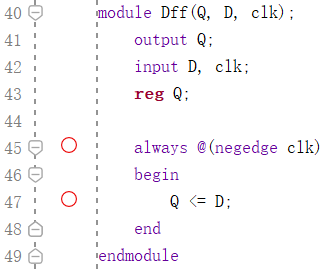 40 module Dff(Q, D, clk);
41 output Q;
42 input D, clk;
43 reg Q;
44
45 always @(negedge clk)
46 begin
47 Q <= D;
48 end
49 endmodule